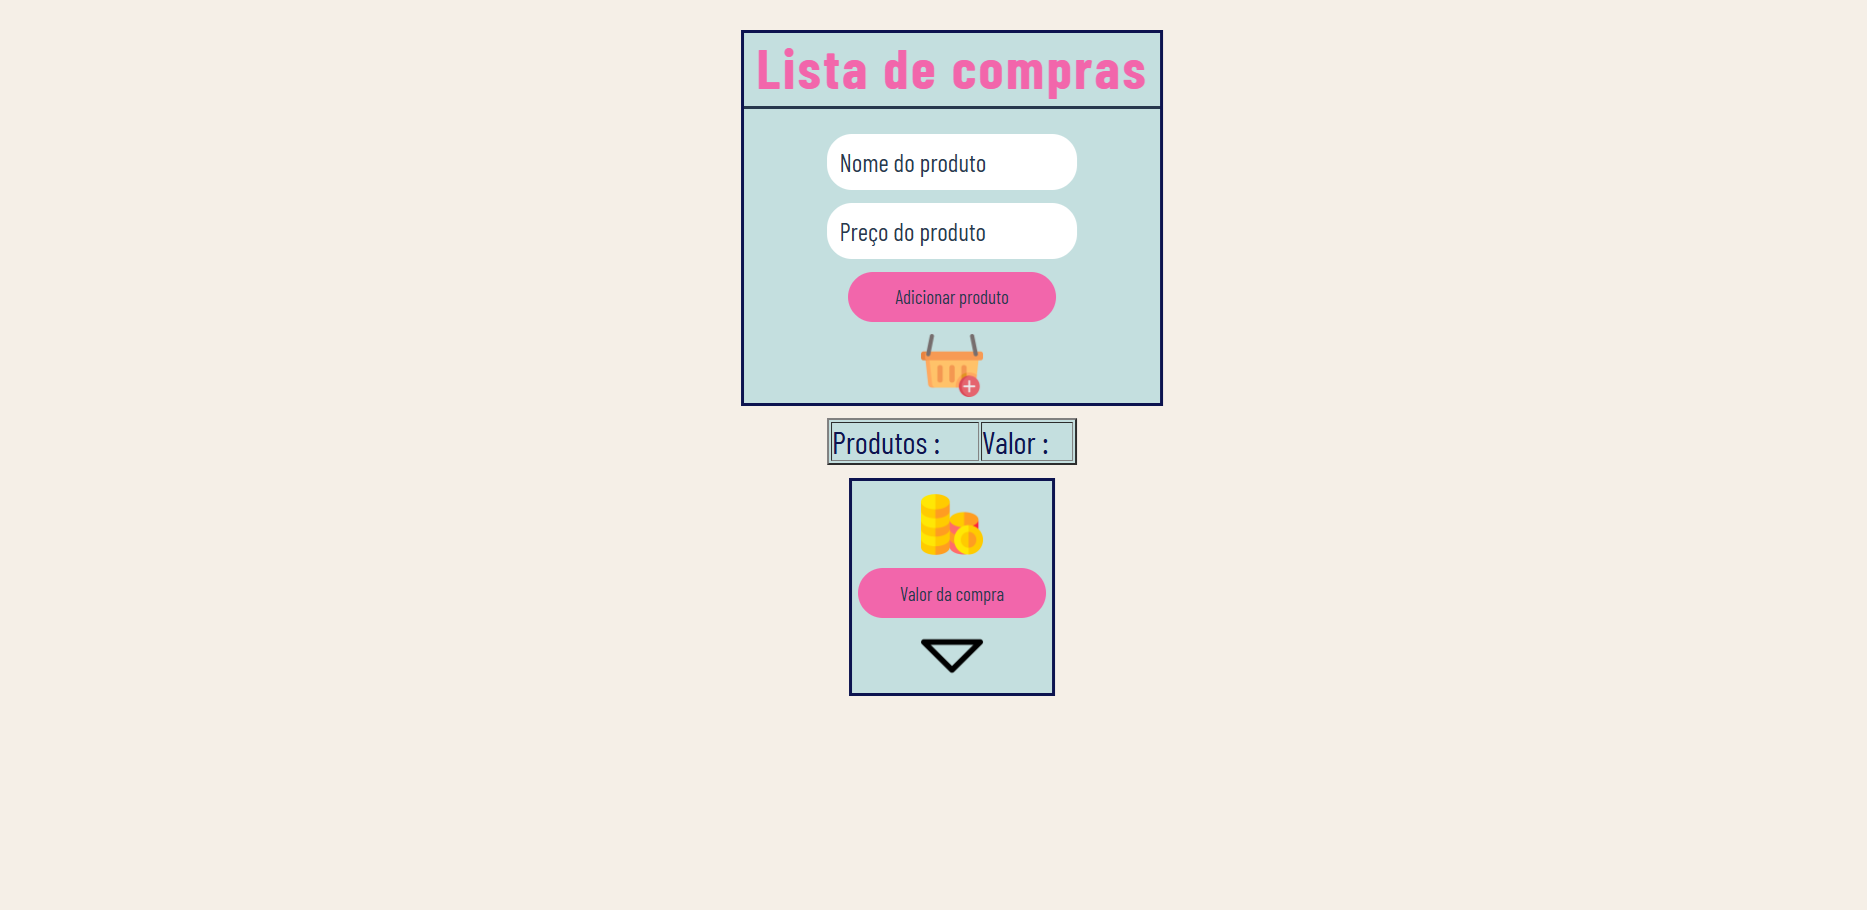 Lista de compras
Nome do produto
Preço do produto
Adicionar produto
Produtos : Valor :
Valor da compra